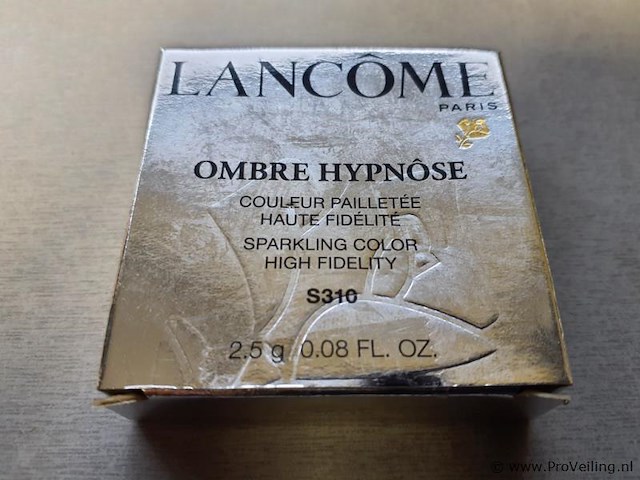 LANCÔME
PARIS
OMBRE HYPNÔSE
COULEUR PAILLETÉE
HAUTE FIDÉLITÉ
SPARKLING COLOR
HIGH FIDELITY
S310
2.5 g 0.08 FL. OZ.
© www.ProVeiling.nl